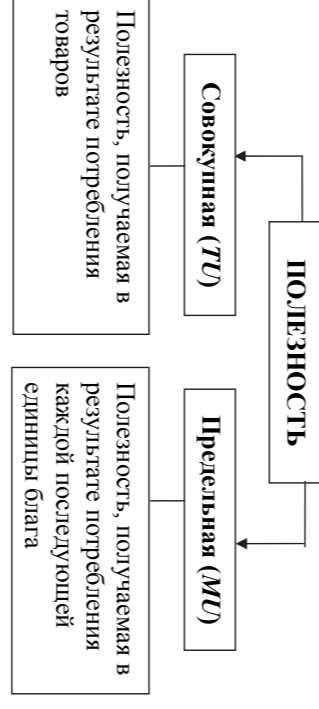 ПОЛЕЗНОСТЬ
Совокупная (TU)
Предельная (MU)
Полезность, получаемая в
результате потребления
товаров
Полезность, получаемая в
результате потребления
каждой последующей
единицы блага